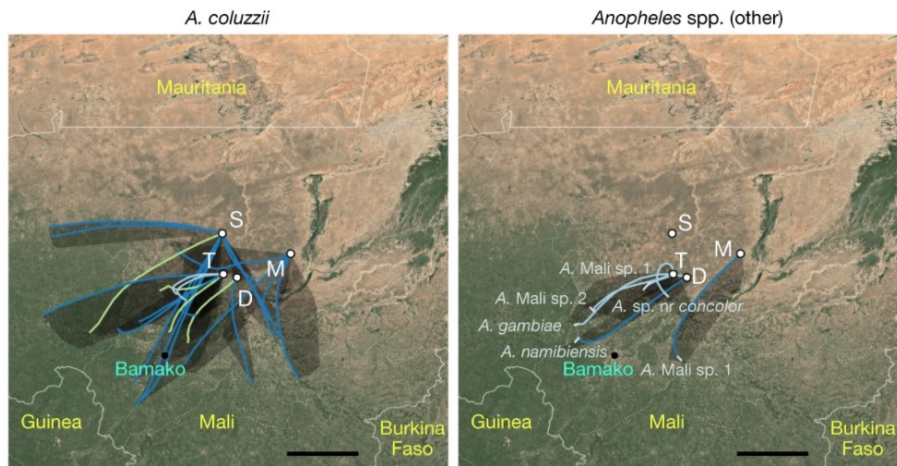 A. coluzzii
Mauritania
S
T
M
D
Bamako
Guinea
Mali
Burkina
Faso
Anopheles spp. (other)
Mauritania
S
M
A. Mali sp. 1
T
D
A. Mali sp. 2
A. sp. nr concolor
A. gambiae
A. namibiensis
Bamako
A. Mali sp. 1
Guinea
Mali
Burkina
Faso